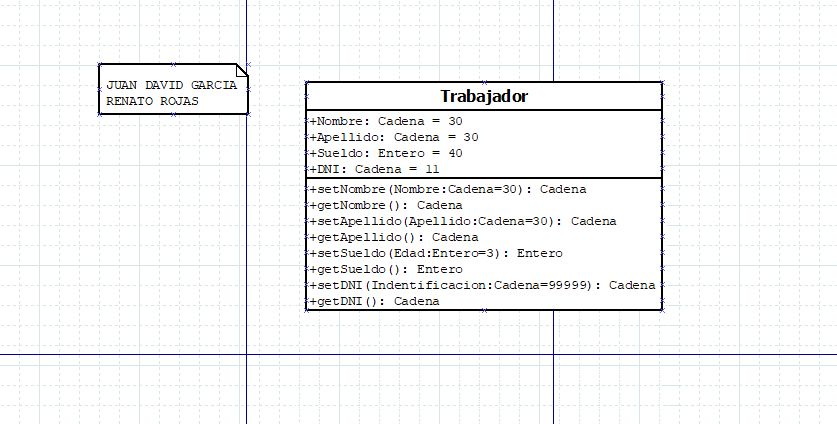 JUAN DAVID GARCIA
RENATO ROJAS
Trabajador
+Nombre: Cadena = 30
+Apellido: Cadena = 30
+Sueldo: Entero = 40
+DNI: Cadena = 11
+setNombre(Nombre:Cadena=30): Cadena
+getNombre(): Cadena
+setApellido(Apellido:Cadena=30): Cadena
+getApellido(): Cadena
+setSueldo(Edad:Entero=3): Entero
+getSueldo(): Entero
+setDNI(Indentificacion:Cadena=99999): Cadena
+getDNI(): Cadena